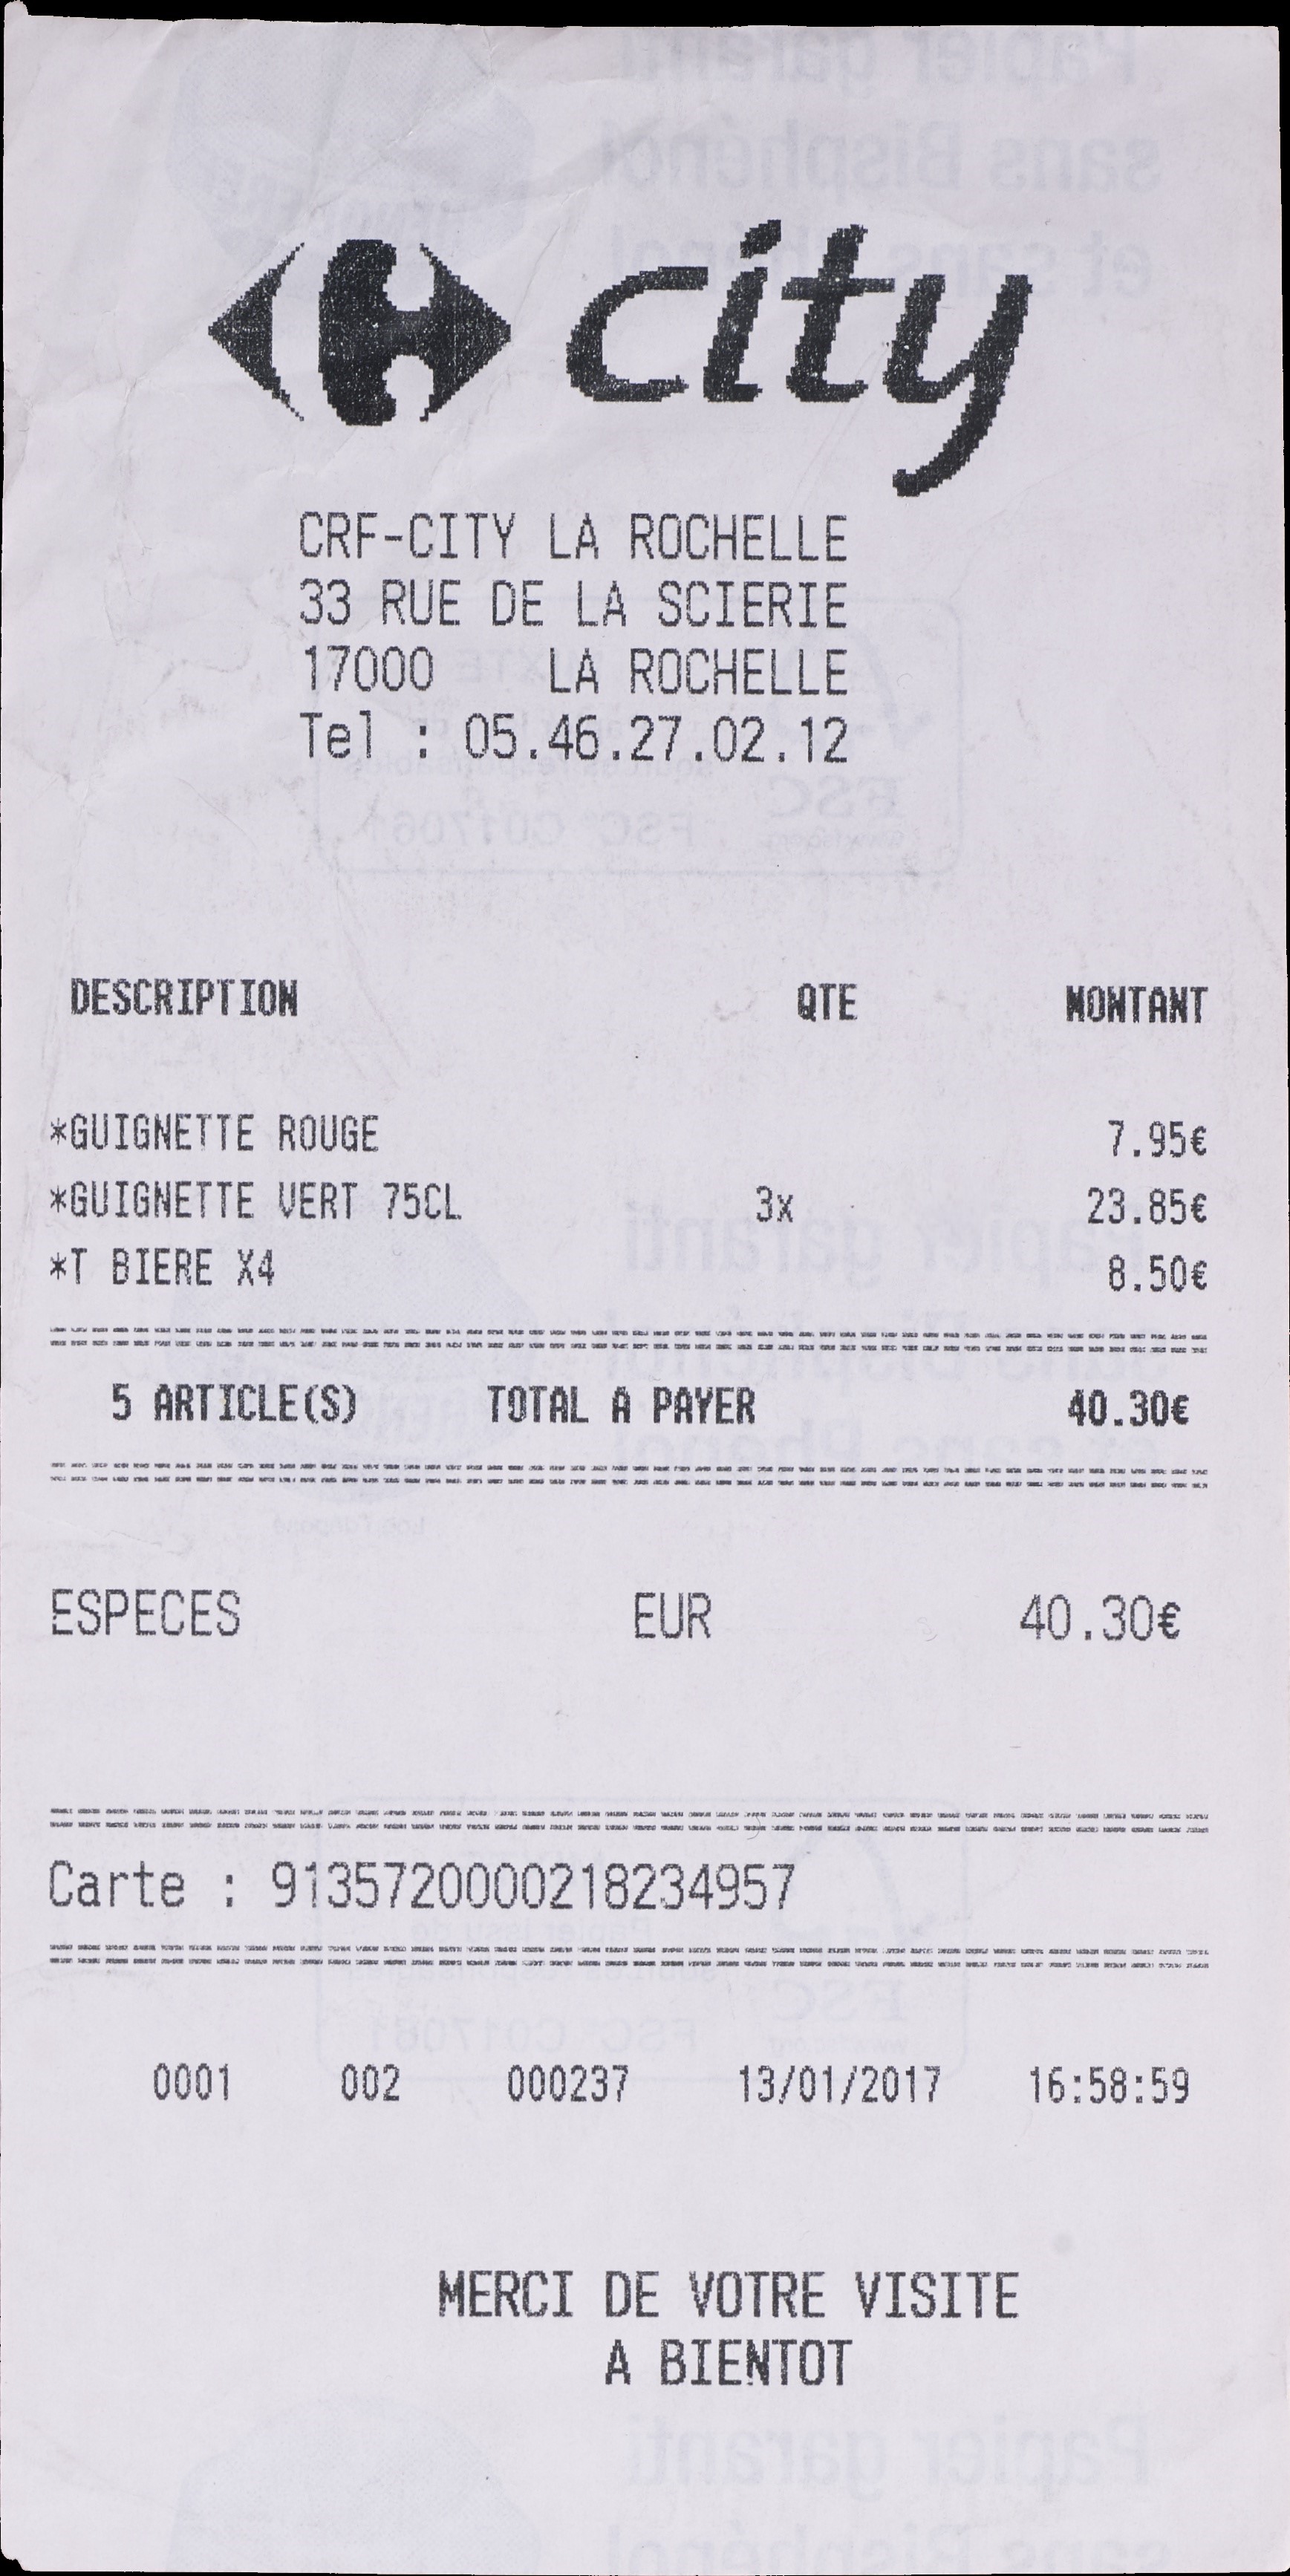 city
CRF-CITY LA ROCHELLE
33 RUE DE LA SCIERIE
17000 LA ROCHELLE
Tel : 05.46.27.02.12
DESCRIPTION QTE MONTANT
*GUIGNETTE ROUGE 7.95€
*GUIGNETTE VERT 75CL 3x 23.85€
*T BIERE X4 8.50€
5 ARTICLE(S) TOTAL A PAYER 40.30€
ESPECES EUR 40.30€
Carte : 9135720000218234957
0001 002 000237 13/01/2017 16:58:59
MERCI DE VOTRE VISITE
A BIENTOT